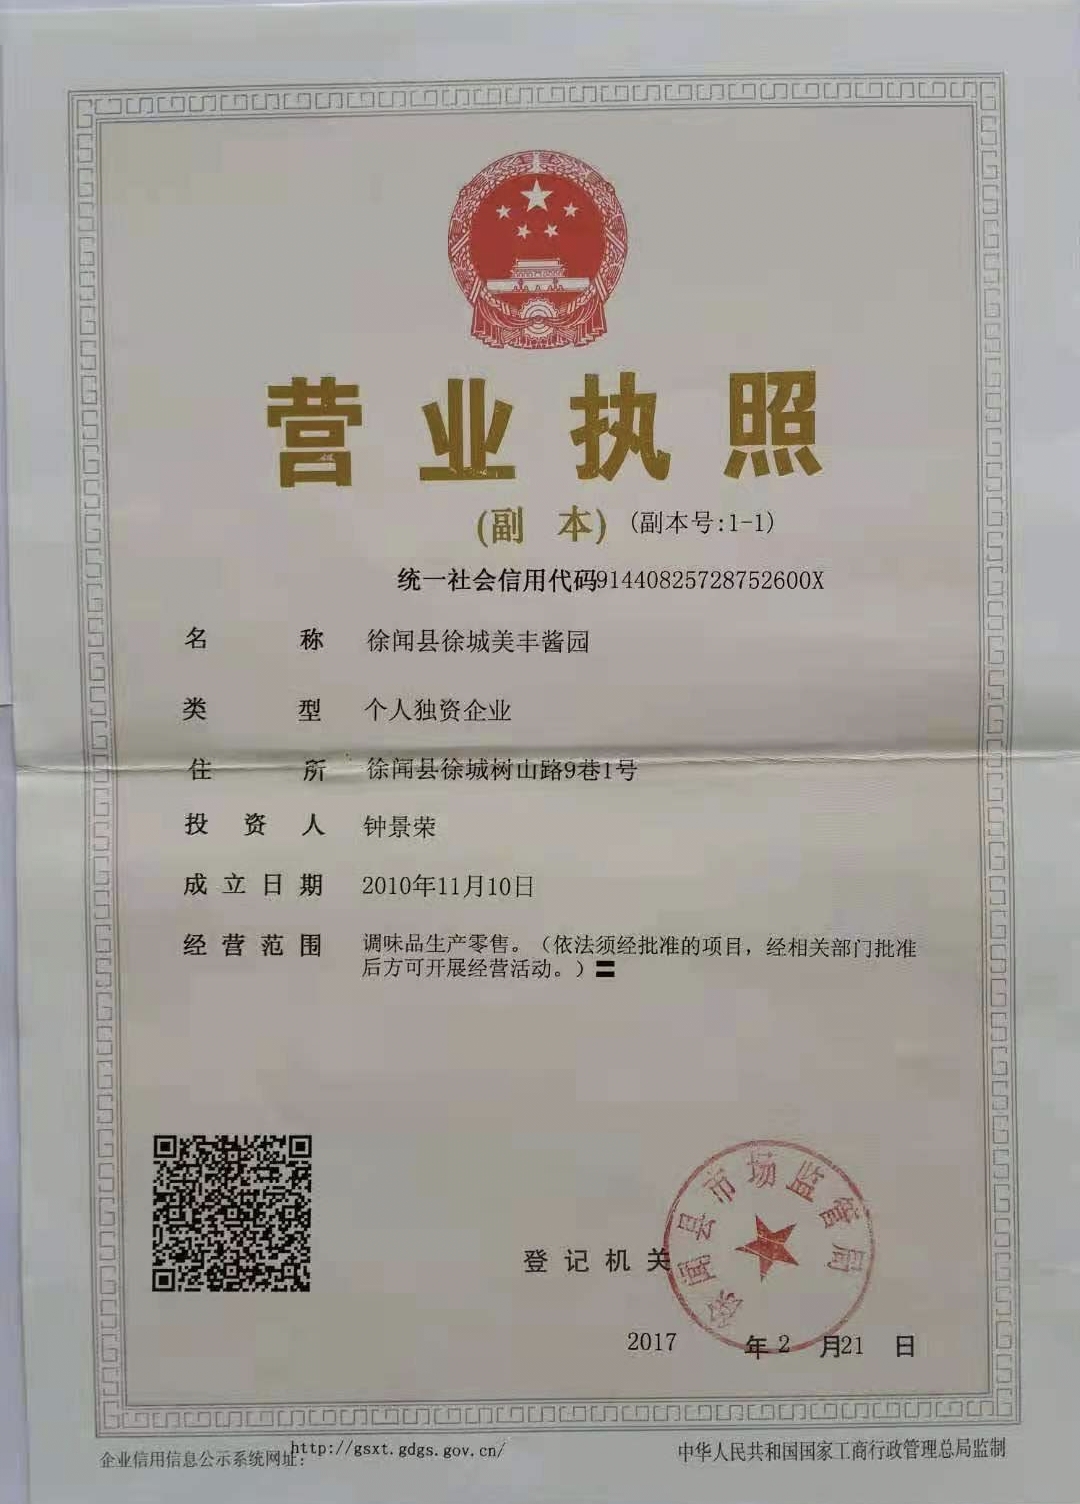 营业执照
(副 本) (副本号:1-1)
统一社会信用代码91440825728752600X
名 称 徐闻县徐城美丰酱园
类 型 个人独资企业
住 所 徐闻县徐城树山路9巷1号
投 资 人 钟景荣
成 立 日 期 2010年11月10日
经 营 范 围 调味品生产零售。（依法须经批准的项目，经相关部门批准
后方可开展经营活动。）〓
徐闻县市场监督管理局
登 记 机 关
2017 年 2 月 21 日
企业信用信息公示系统网址: http://gsxt.gdgs.gov.cn/
中华人民共和国国家工商行政管理总局监制